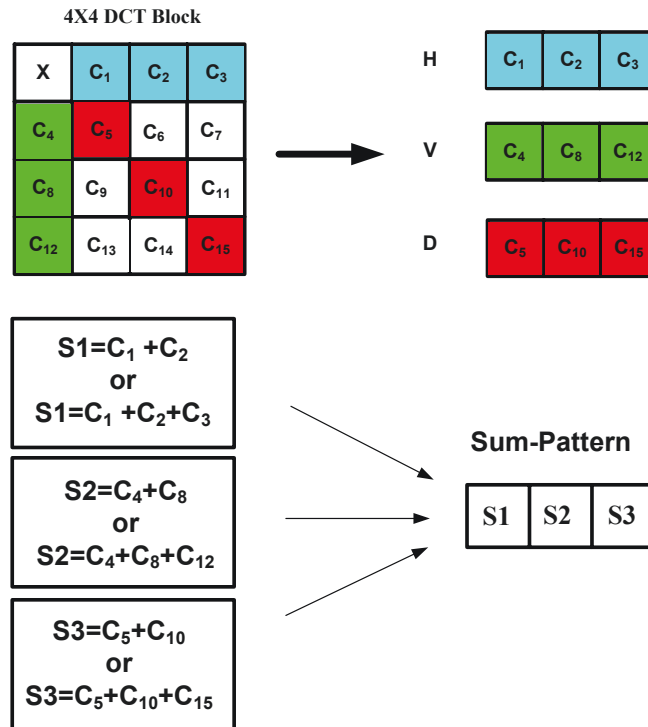 4X4 DCT Block
X C₁ C₂ C₃
C₄ C₅ C₆ C₇
C₈ C₉ C₁₀ C₁₁
C₁₂ C₁₃ C₁₄ C₁₅
H C₁ C₂ C₃
V C₄ C₈ C₁₂
D C₅ C₁₀ C₁₅
S1=C₁ +C₂
or
S1=C₁ +C₂+C₃
S2=C₄+C₈
or
S2=C₄+C₈+C₁₂
S3=C₅+C₁₀
or
S3=C₅+C₁₀+C₁₅
Sum-Pattern
S1 S2 S3